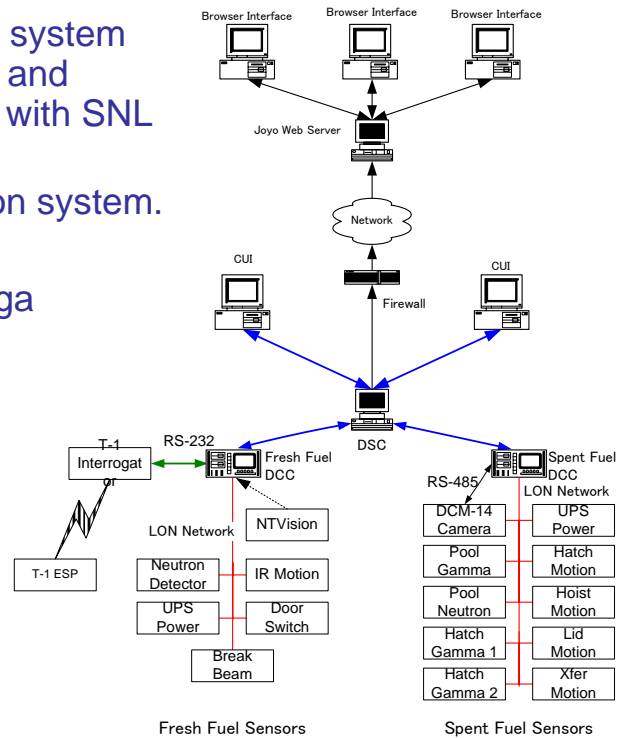 system
and
with SNL
on system.
ga
Browser Interface
Browser Interface
Browser Interface
Joyo Web Server
Network
Firewall
CUI
CUI
DSC
T-1
Interrogat
or
RS-232
Fresh Fuel
DCC
Spent Fuel
DCC
RS-485
LON Network
LON Network
NTVision
T-1 ESP
Neutron
Detector
IR Motion
UPS
Power
Door
Switch
Break
Beam
DCM-14
Camera
UPS
Power
Pool
Gamma
Hatch
Motion
Pool
Neutron
Hoist
Motion
Hatch
Gamma 1
Lid
Motion
Hatch
Gamma 2
Xfer
Motion
Fresh Fuel Sensors
Spent Fuel Sensors